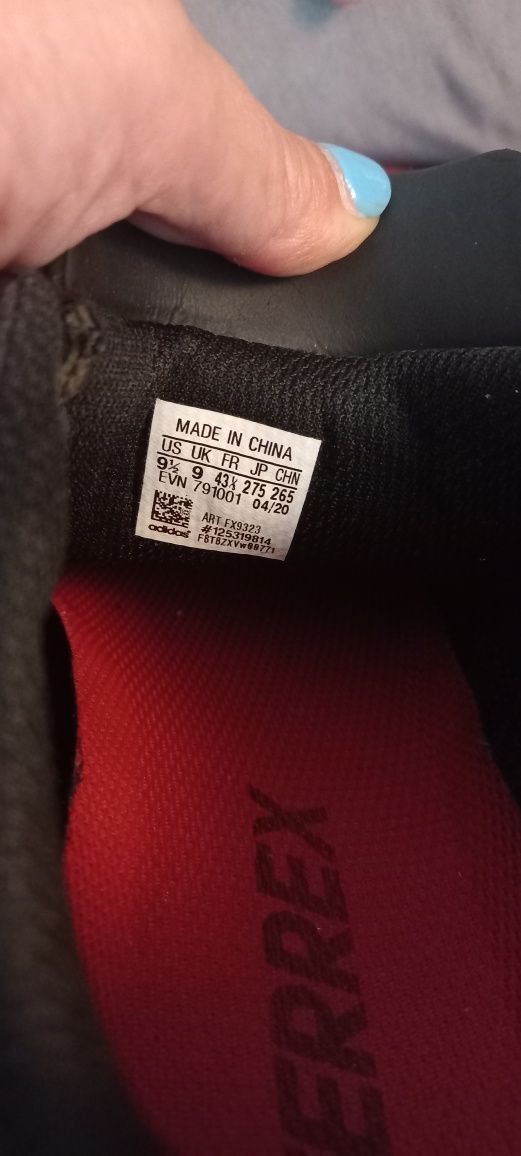 MADE IN CHINA
US UK FR JP CHN
9½ 9 43⅓ 275 265
EVN 791001 04/20
ART FX9323
#125319814
adidas F8T8ZXVw00771
ERREX